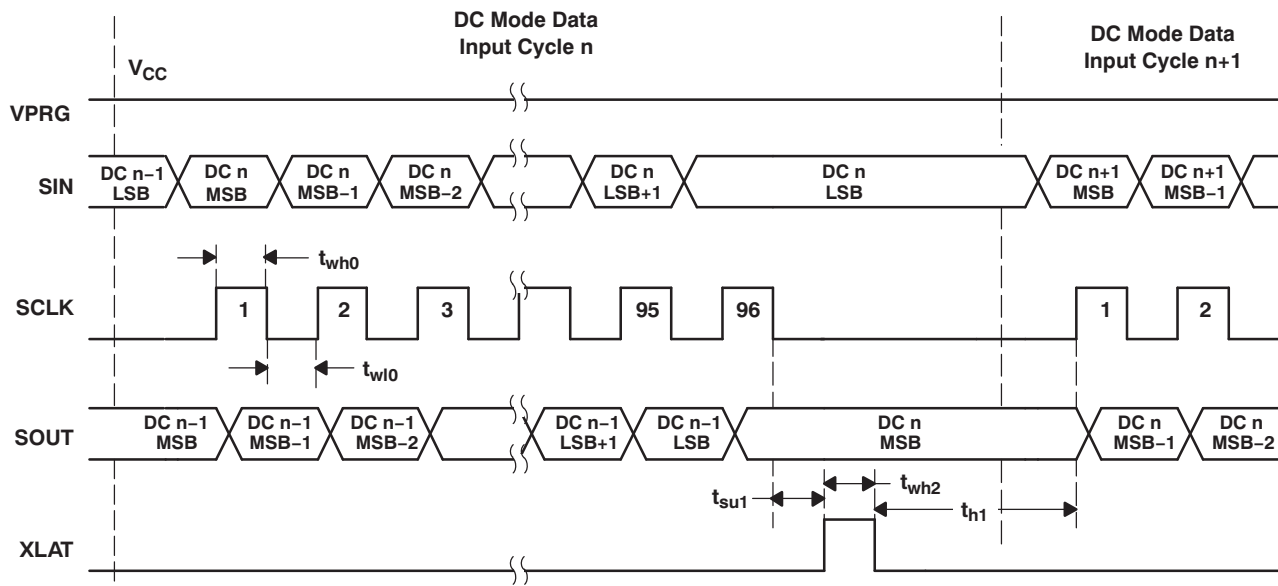 DC Mode Data
Input Cycle n
DC Mode Data
Input Cycle n+1
VCC
VPRG
SIN
DC n−1
LSB
DC n
MSB
DC n
MSB-1
DC n
MSB-2
DC n
LSB+1
DC n
LSB
DC n+1
MSB
DC n+1
MSB-1
twh0
SCLK
1
2
3
95
96
1
2
twl0
SOUT
DC n−1
MSB
DC n−1
MSB-1
DC n−1
MSB-2
DC n−1
LSB+1
DC n−1
LSB
DC n
MSB
DC n
MSB-1
DC n
MSB-2
tsu1
twh2
th1
XLAT